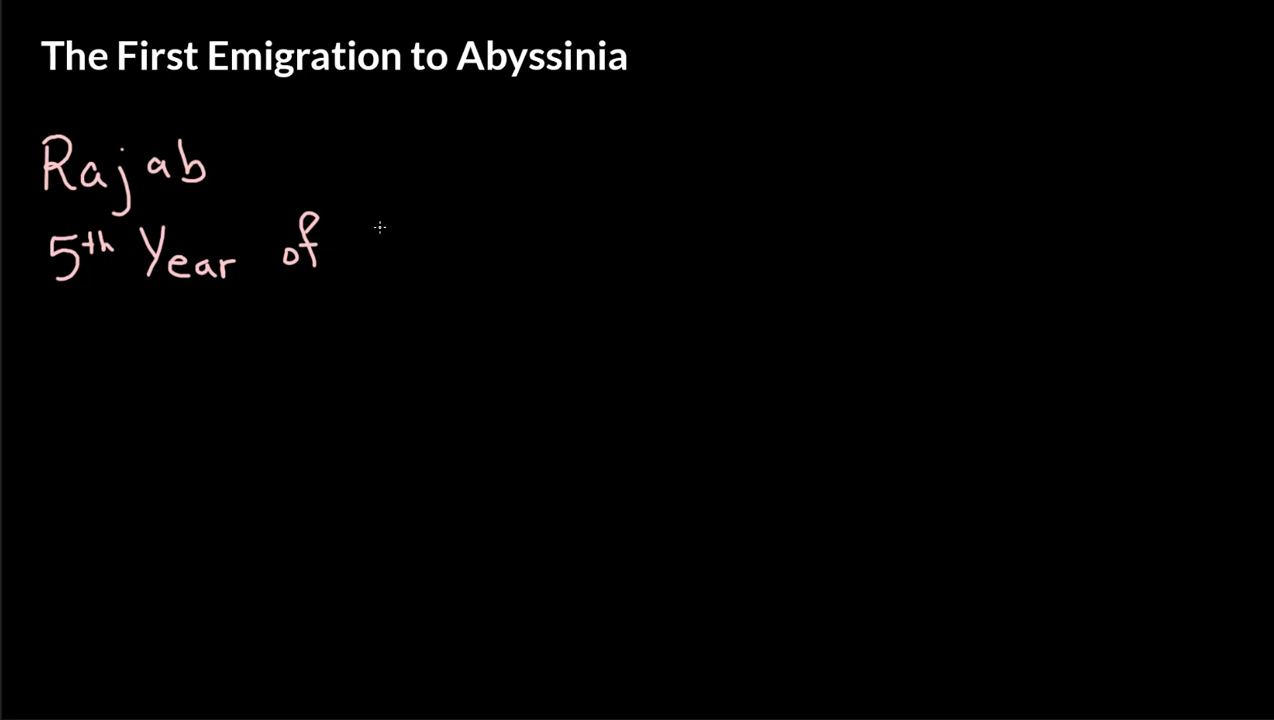 The First Emigration to Abyssinia
Rajab
5th Year of